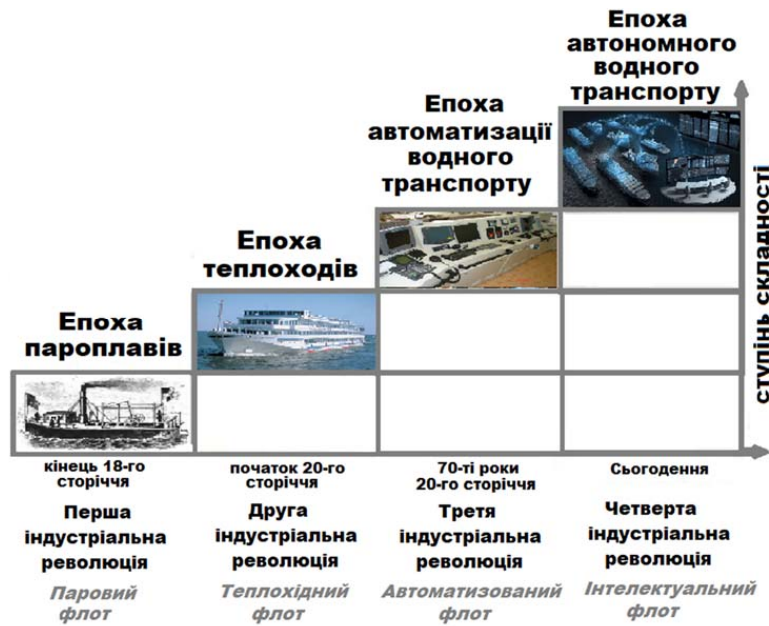 Епоха
автономного
водного
транспорту
Епоха
автоматизації
водного
транспорту
Епоха
теплоходів
Епоха
пароплавів
ступінь складності
кінець 18-го
сторіччя
початок 20-го
сторіччя
70-ті роки
20-го сторіччя
Сьогодення
Перша
індустріальна
революція
Друга
індустріальна
революція
Третя
індустріальна
революція
Четверта
індустріальна
революція
Паровий
флот
Теплохідний
флот
Автоматизований
флот
Інтелектуальний
флот